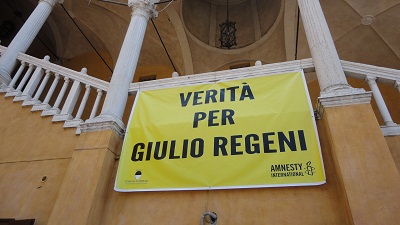 VERITÀ
PER
GIULIO REGENI
AMNESTY
INTERNATIONAL